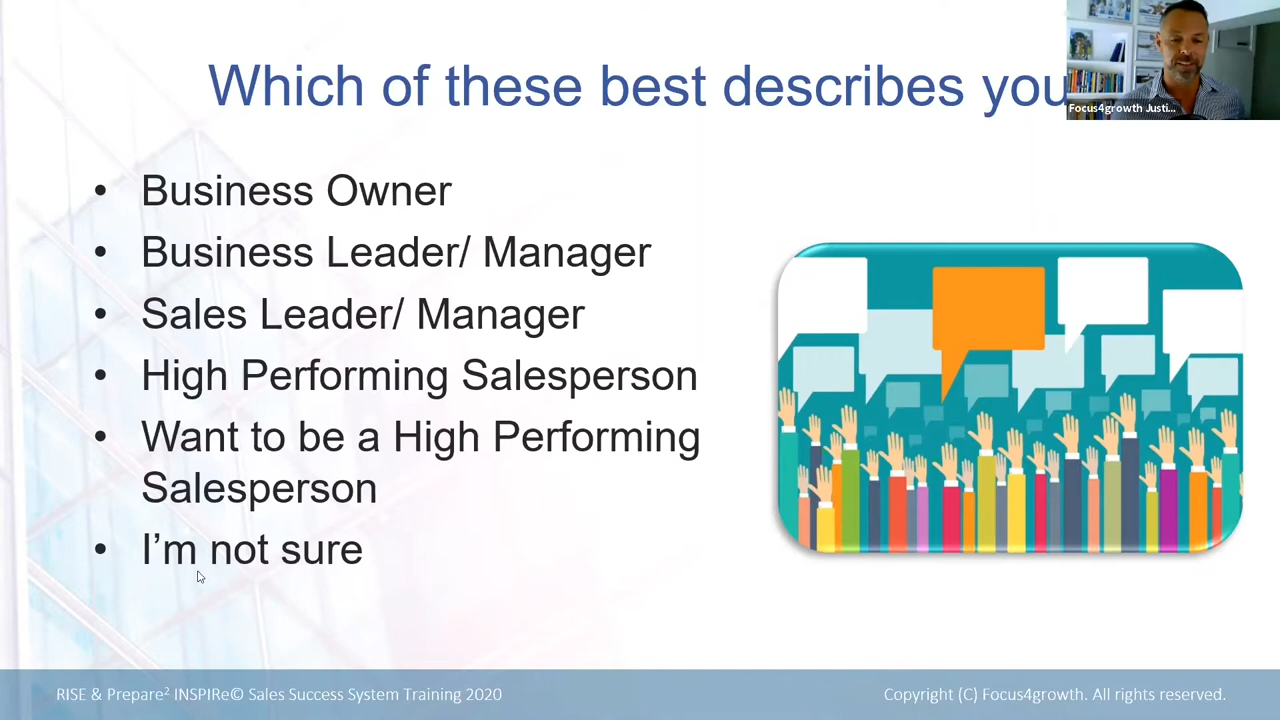 Which of these best describes you
Focus4growth Justi...
• Business Owner
• Business Leader/ Manager
• Sales Leader/ Manager
• High Performing Salesperson
• Want to be a High Performing
Salesperson
• I'm not sure
RISE & Prepare² INSPIRe© Sales Success System Training 2020
Copyright (C) Focus4growth. All rights reserved.